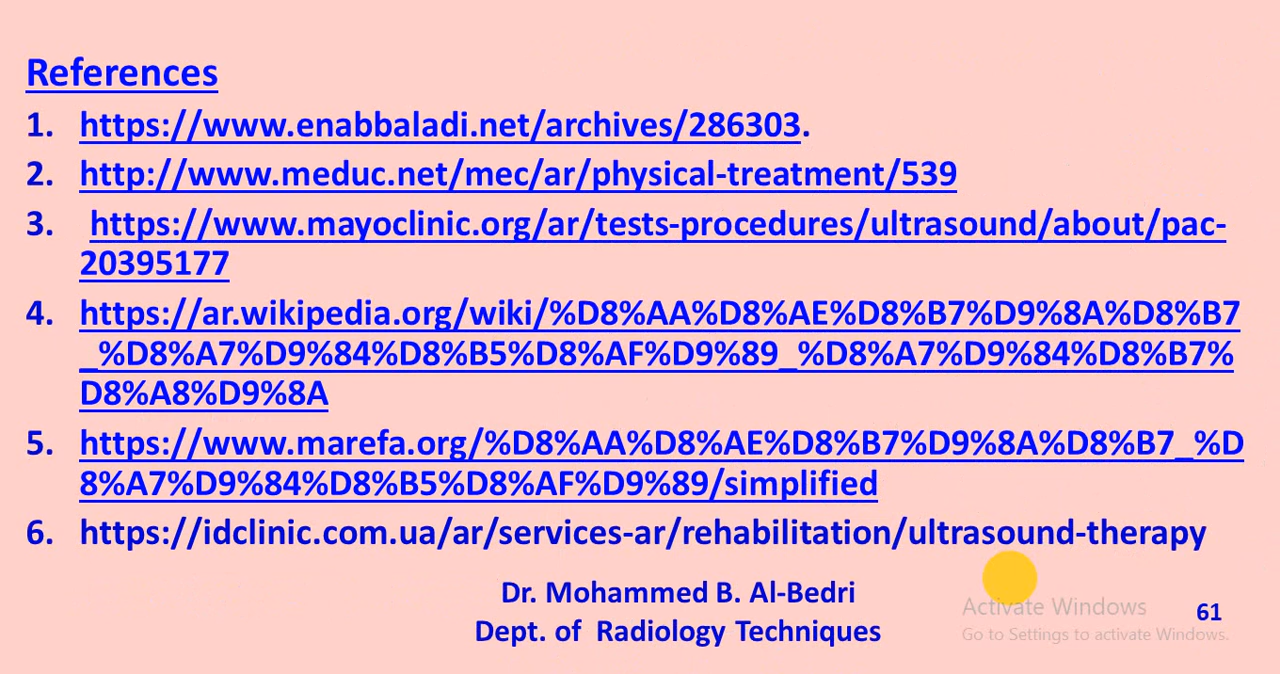 References
1. https://www.enabbaladi.net/archives/286303.
2. http://www.meduc.net/mec/ar/physical-treatment/539
3. https://www.mayoclinic.org/ar/tests-procedures/ultrasound/about/pac-
20395177
4. https://ar.wikipedia.org/wiki/%D8%AA%D8%AE%D8%B7%D9%8A%D8%B7
_%D8%A7%D9%84%D8%B5%D8%AF%D9%89_%D8%A7%D9%84%D8%B7%
D8%A8%D9%8A
5. https://www.marefa.org/%D8%AA%D8%AE%D8%B7%D9%8A%D8%B7_%D
8%A7%D9%84%D8%B5%D8%AF%D9%89/simplified
6. https://idclinic.com.ua/ar/services-ar/rehabilitation/ultrasound-therapy
Dr. Mohammed B. Al-Bedri
Dept. of Radiology Techniques
Activate Windows
Go to Settings to activate Windows.
61